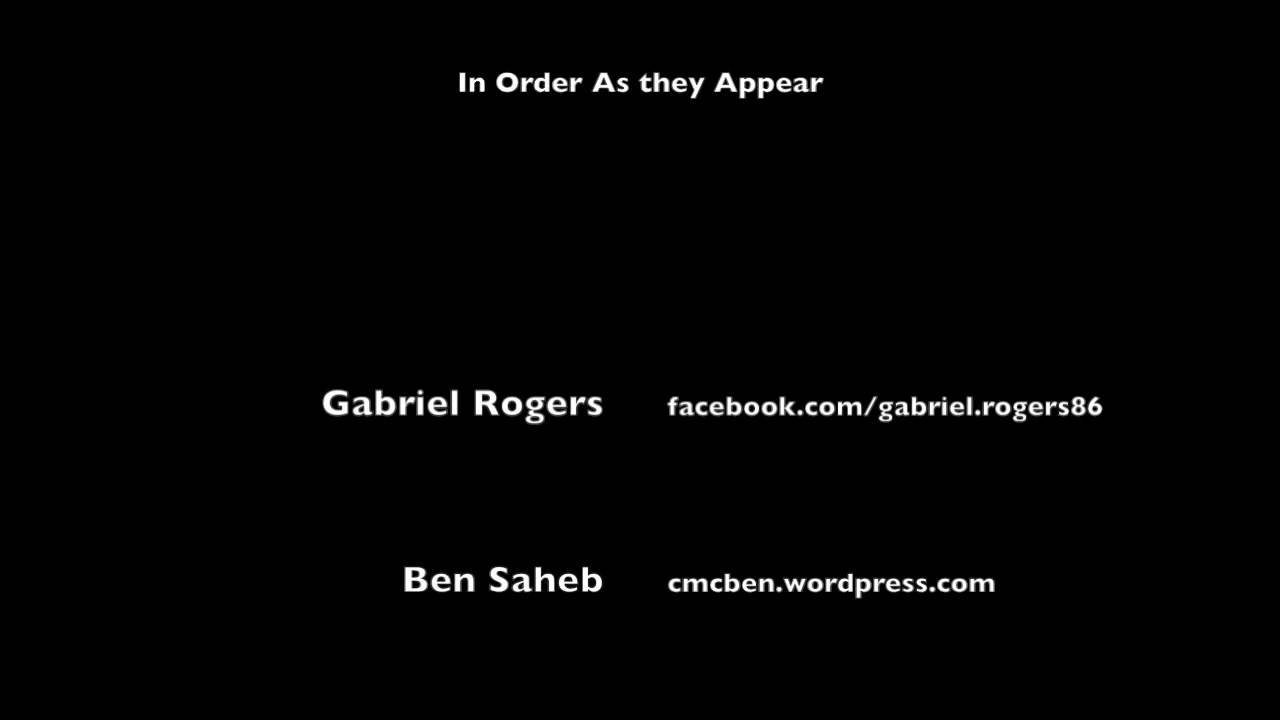 In Order As they Appear
Gabriel Rogers facebook.com/gabriel.rogers86
Ben Saheb cmcben.wordpress.com